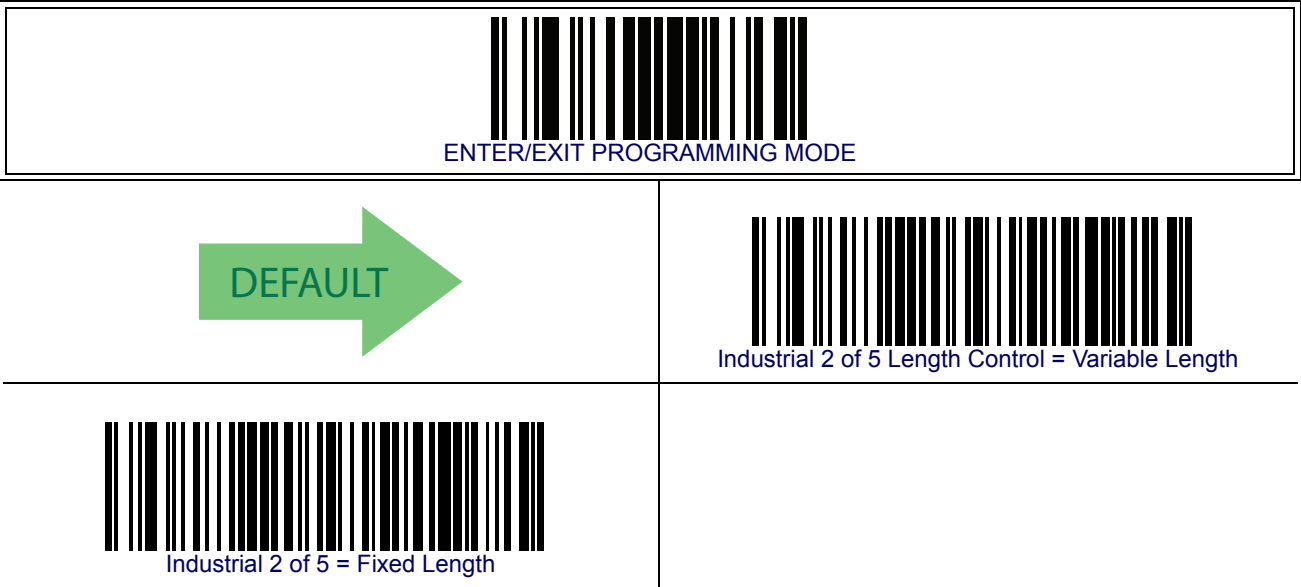 ENTER/EXIT PROGRAMMING MODE
DEFAULT
Industrial 2 of 5 Length Control = Variable Length
Industrial 2 of 5 = Fixed Length